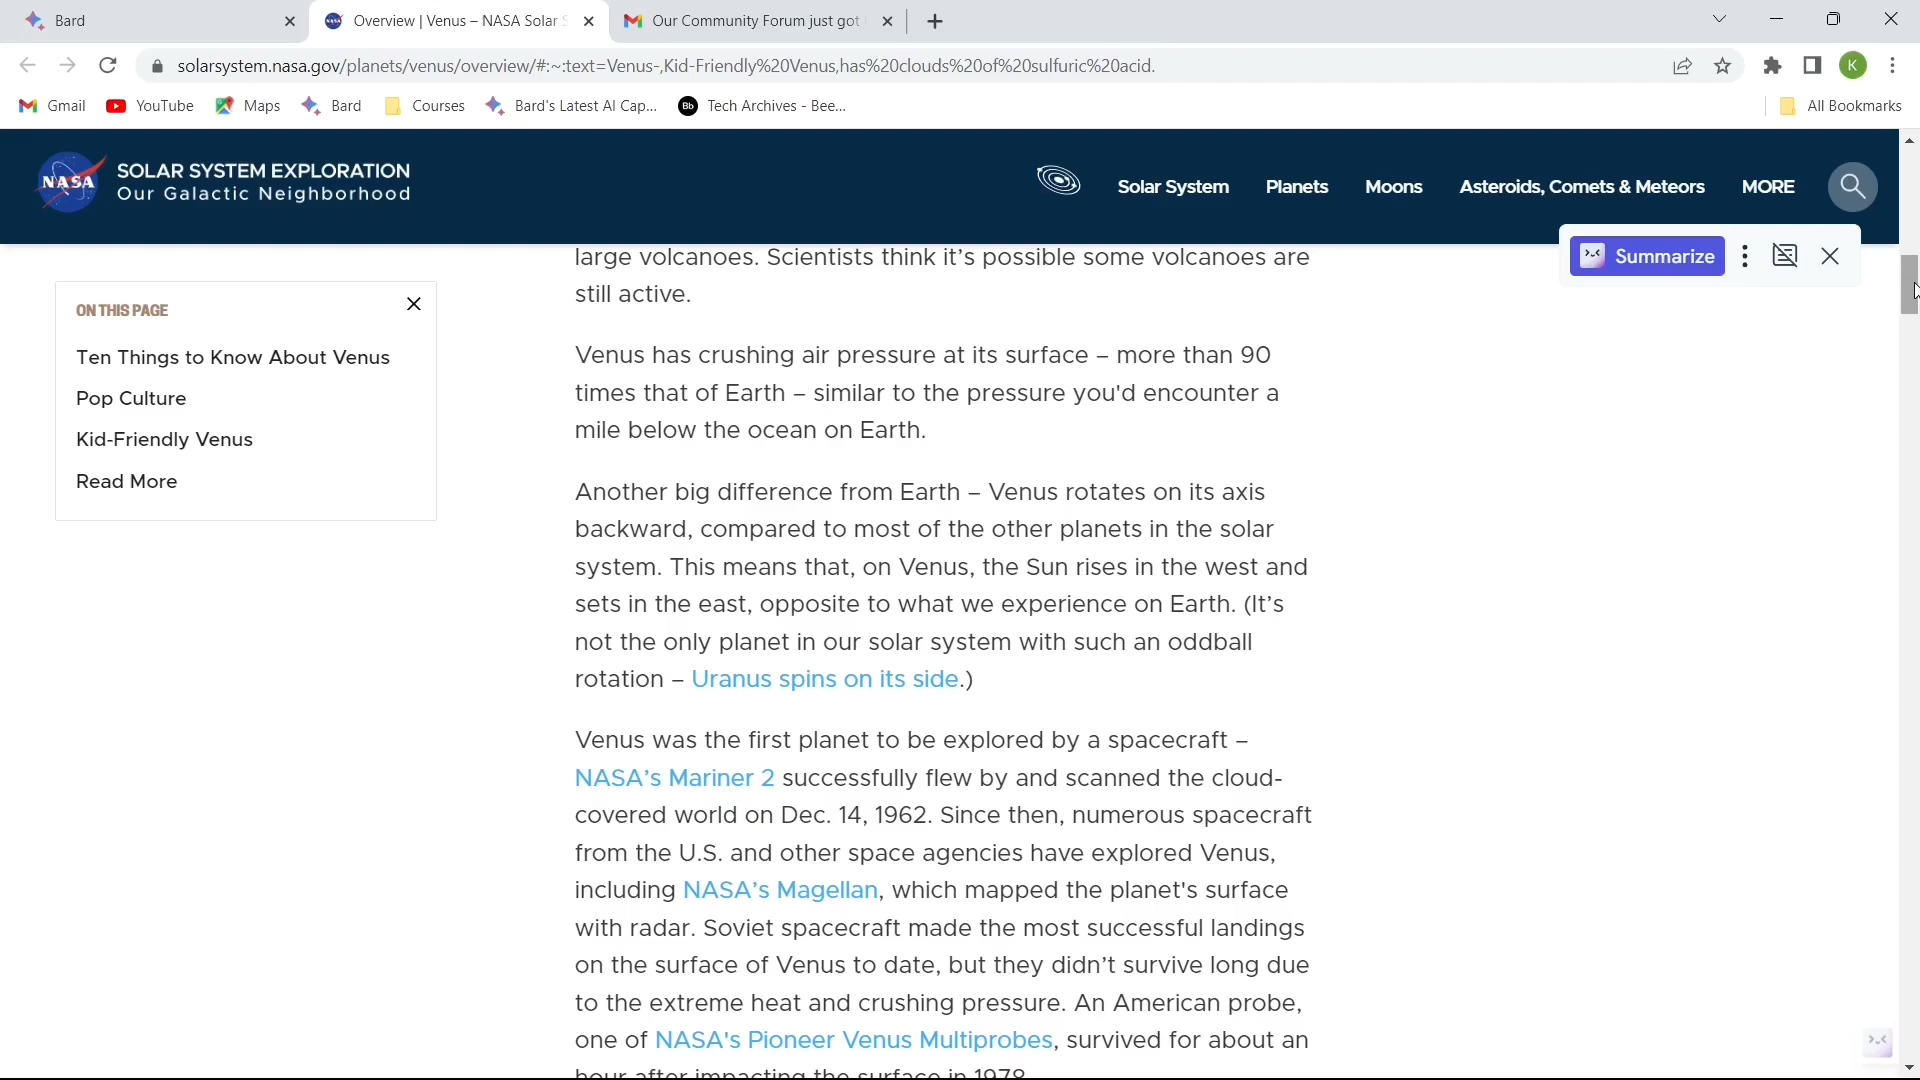 Bard
Overview | Venus – NASA Solar S
Our Community Forum just got
solarsystem.nasa.gov/planets/venus/overview/#:~:text=Venus-,Kid-Friendly%20Venus,has%20clouds%20of%20sulfuric%20acid.
K
Gmail
YouTube
Maps
Bard
Courses
Bard's Latest AI Cap...
Bb
Tech Archives - Bee...
All Bookmarks
NASA
SOLAR SYSTEM EXPLORATION
Our Galactic Neighborhood
Solar System
Planets
Moons
Asteroids, Comets & Meteors
MORE
Summarize
ON THIS PAGE
Ten Things to Know About Venus
Pop Culture
Kid-Friendly Venus
Read More
large volcanoes. Scientists think it’s possible some volcanoes are
still active.
Venus has crushing air pressure at its surface – more than 90
times that of Earth – similar to the pressure you'd encounter a
mile below the ocean on Earth.
Another big difference from Earth – Venus rotates on its axis
backward, compared to most of the other planets in the solar
system. This means that, on Venus, the Sun rises in the west and
sets in the east, opposite to what we experience on Earth. (It’s
not the only planet in our solar system with such an oddball
rotation – Uranus spins on its side.)
Venus was the first planet to be explored by a spacecraft –
NASA’s Mariner 2 successfully flew by and scanned the cloud-
covered world on Dec. 14, 1962. Since then, numerous spacecraft
from the U.S. and other space agencies have explored Venus,
including NASA’s Magellan, which mapped the planet's surface
with radar. Soviet spacecraft made the most successful landings
on the surface of Venus to date, but they didn’t survive long due
to the extreme heat and crushing pressure. An American probe,
one of NASA's Pioneer Venus Multiprobes, survived for about an
hour after impacting the surface in 1978.